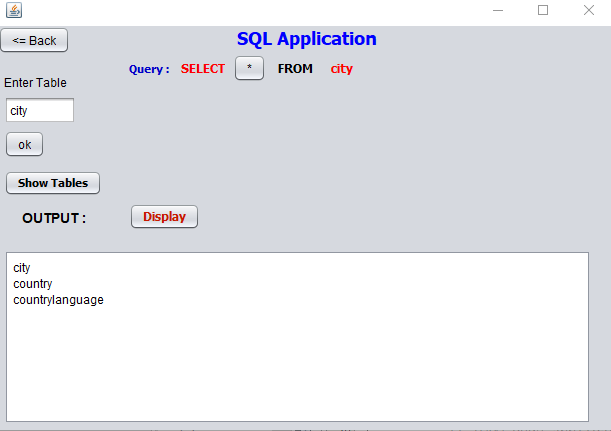 <= Back
SQL Application
Query : SELECT * FROM city
Enter Table
city
ok
Show Tables
OUTPUT : Display
city
country
countrylanguage